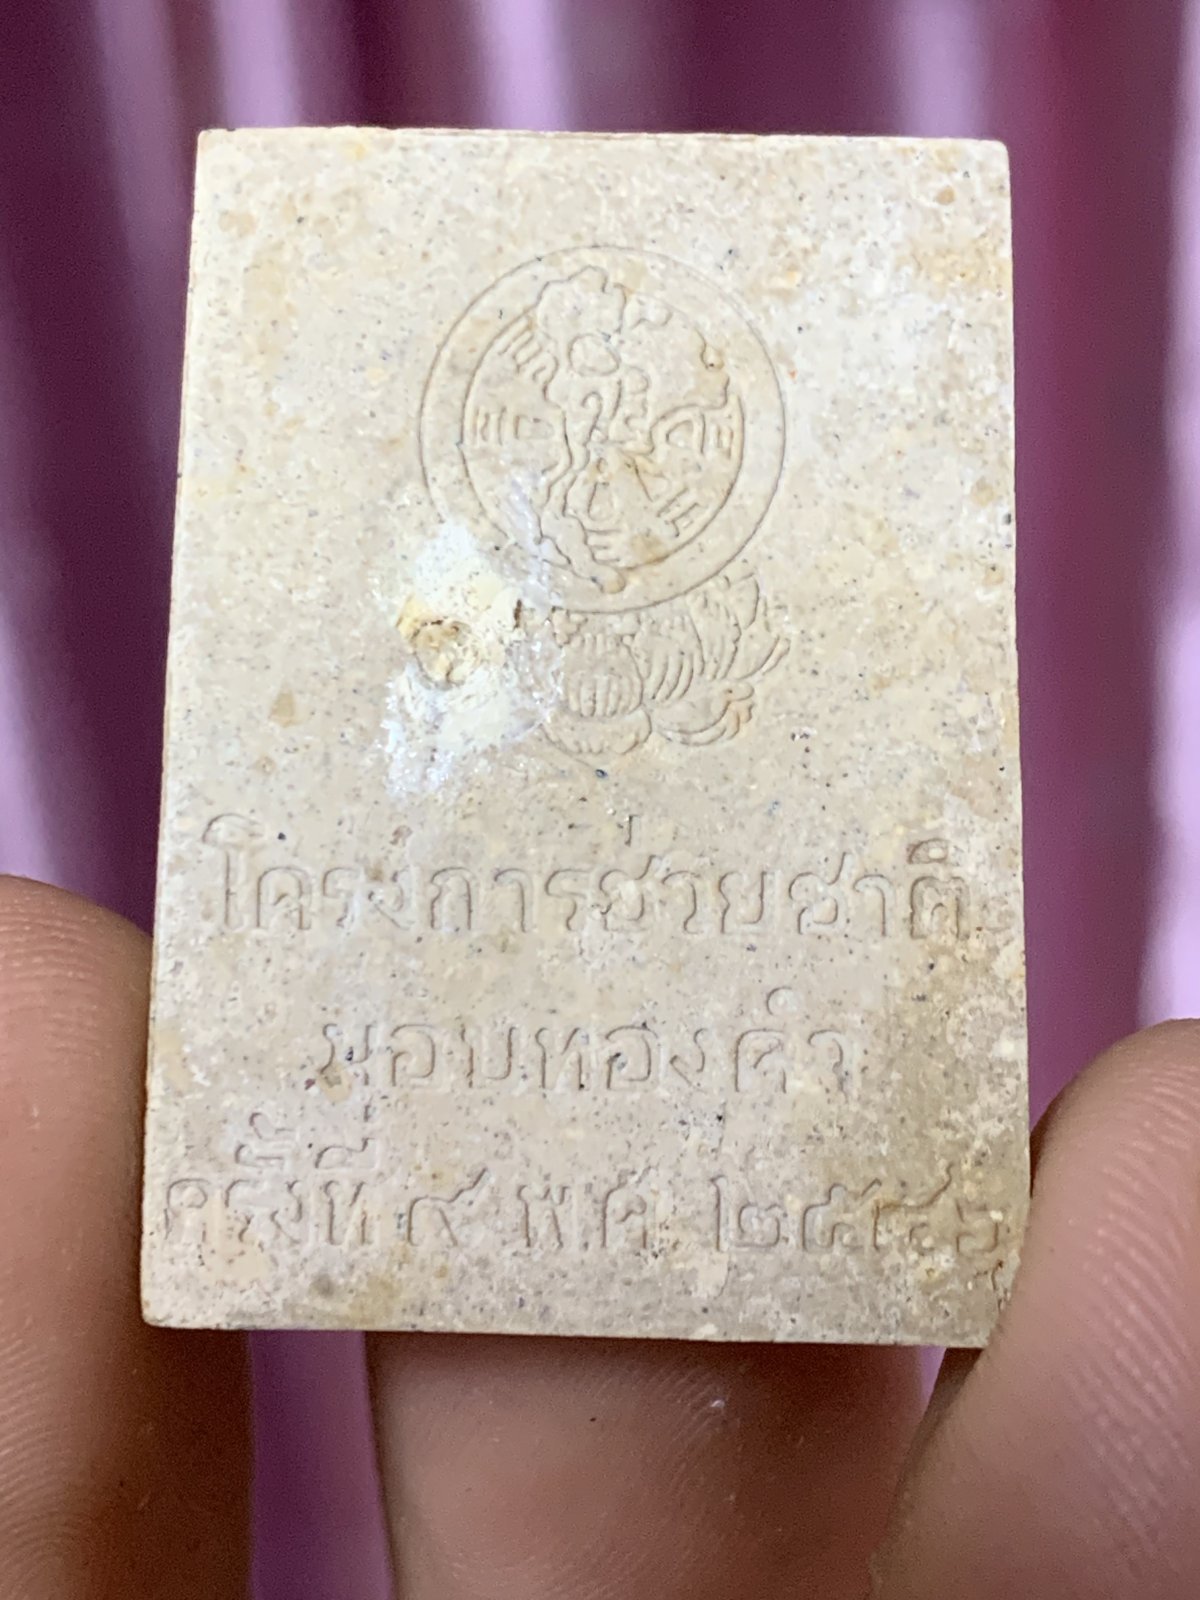 โครงการช่วยชาติ
มอบทองคำ
ครั้งที่ ๙ พ ศ ๒๕๔๖